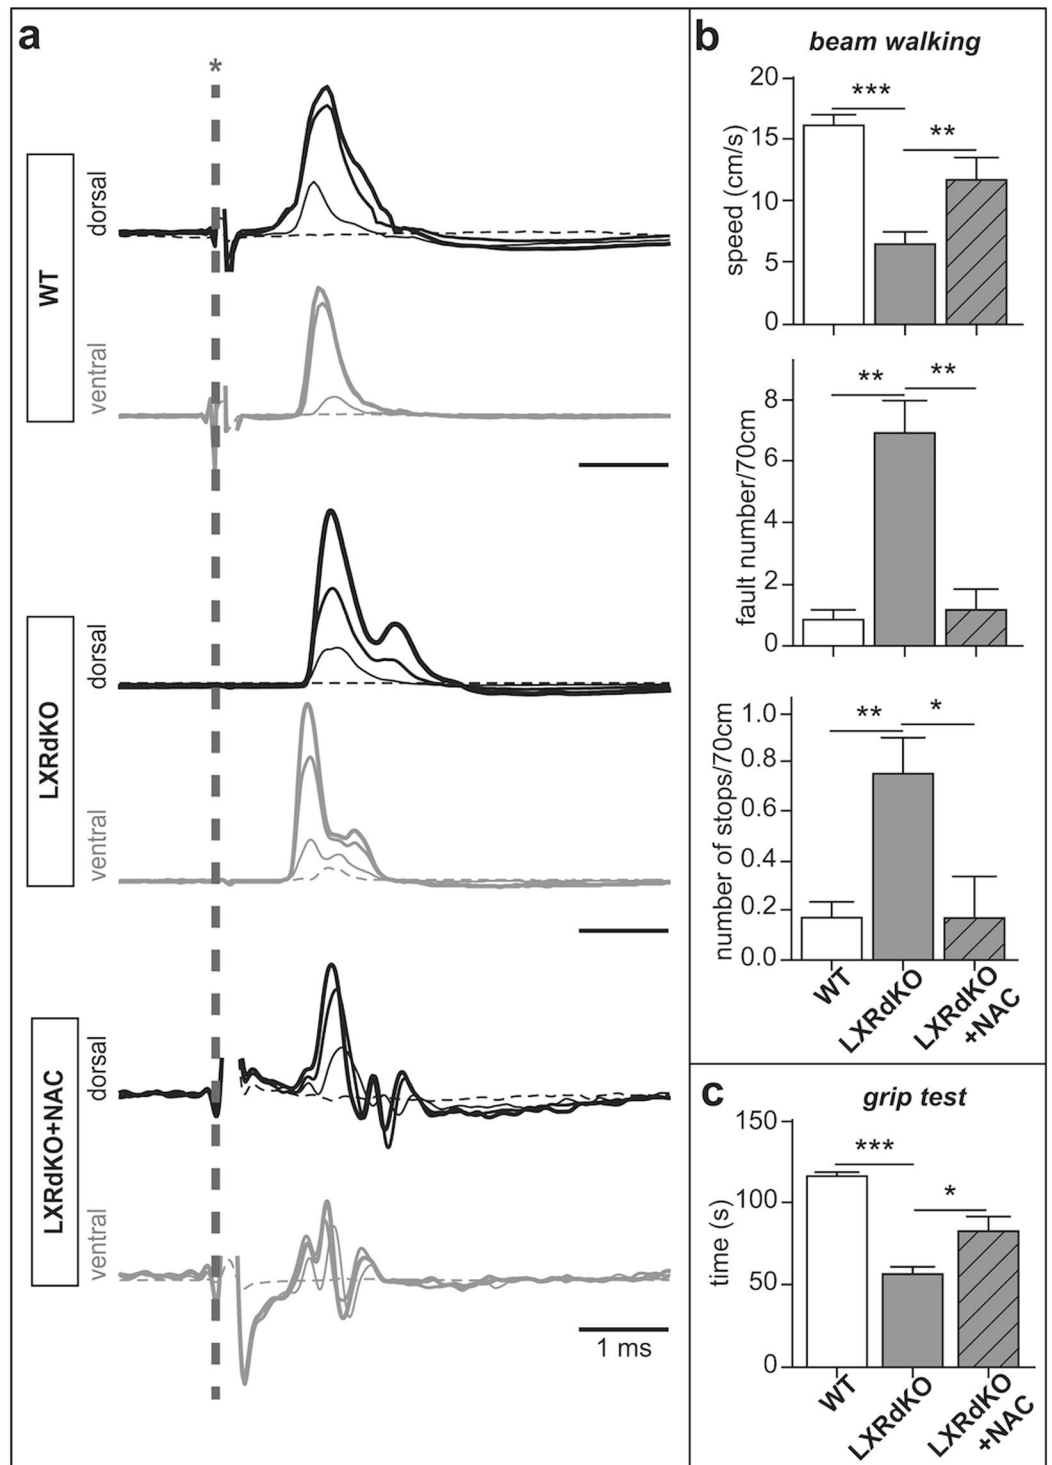 a
*
WT
dorsal
ventral
LXRdKO
dorsal
ventral
LXRdKO+NAC
dorsal
ventral
1 ms
b
beam walking
speed (cm/s)
20
15
10
5
0
***
**
fault number/70cm
8
6
4
2
0
**
**
number of stops/70cm
1.0
0.8
0.6
0.4
0.2
0.0
**
*
WT
LXRdKO
LXRdKO
+NAC
c
grip test
time (s)
150
100
50
0
***
*
WT
LXRdKO
LXRdKO
+NAC